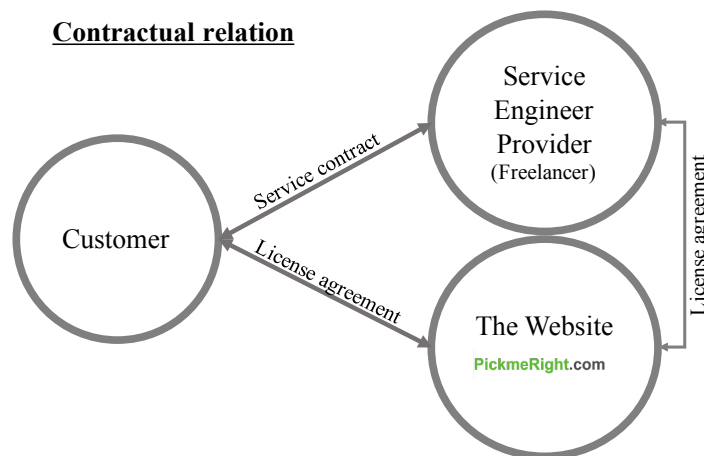 Contractual relation
Service
Engineer
Provider
(Freelancer)
Service contract
Customer
License agreement
License agreement
The Website
PickmeRight.com